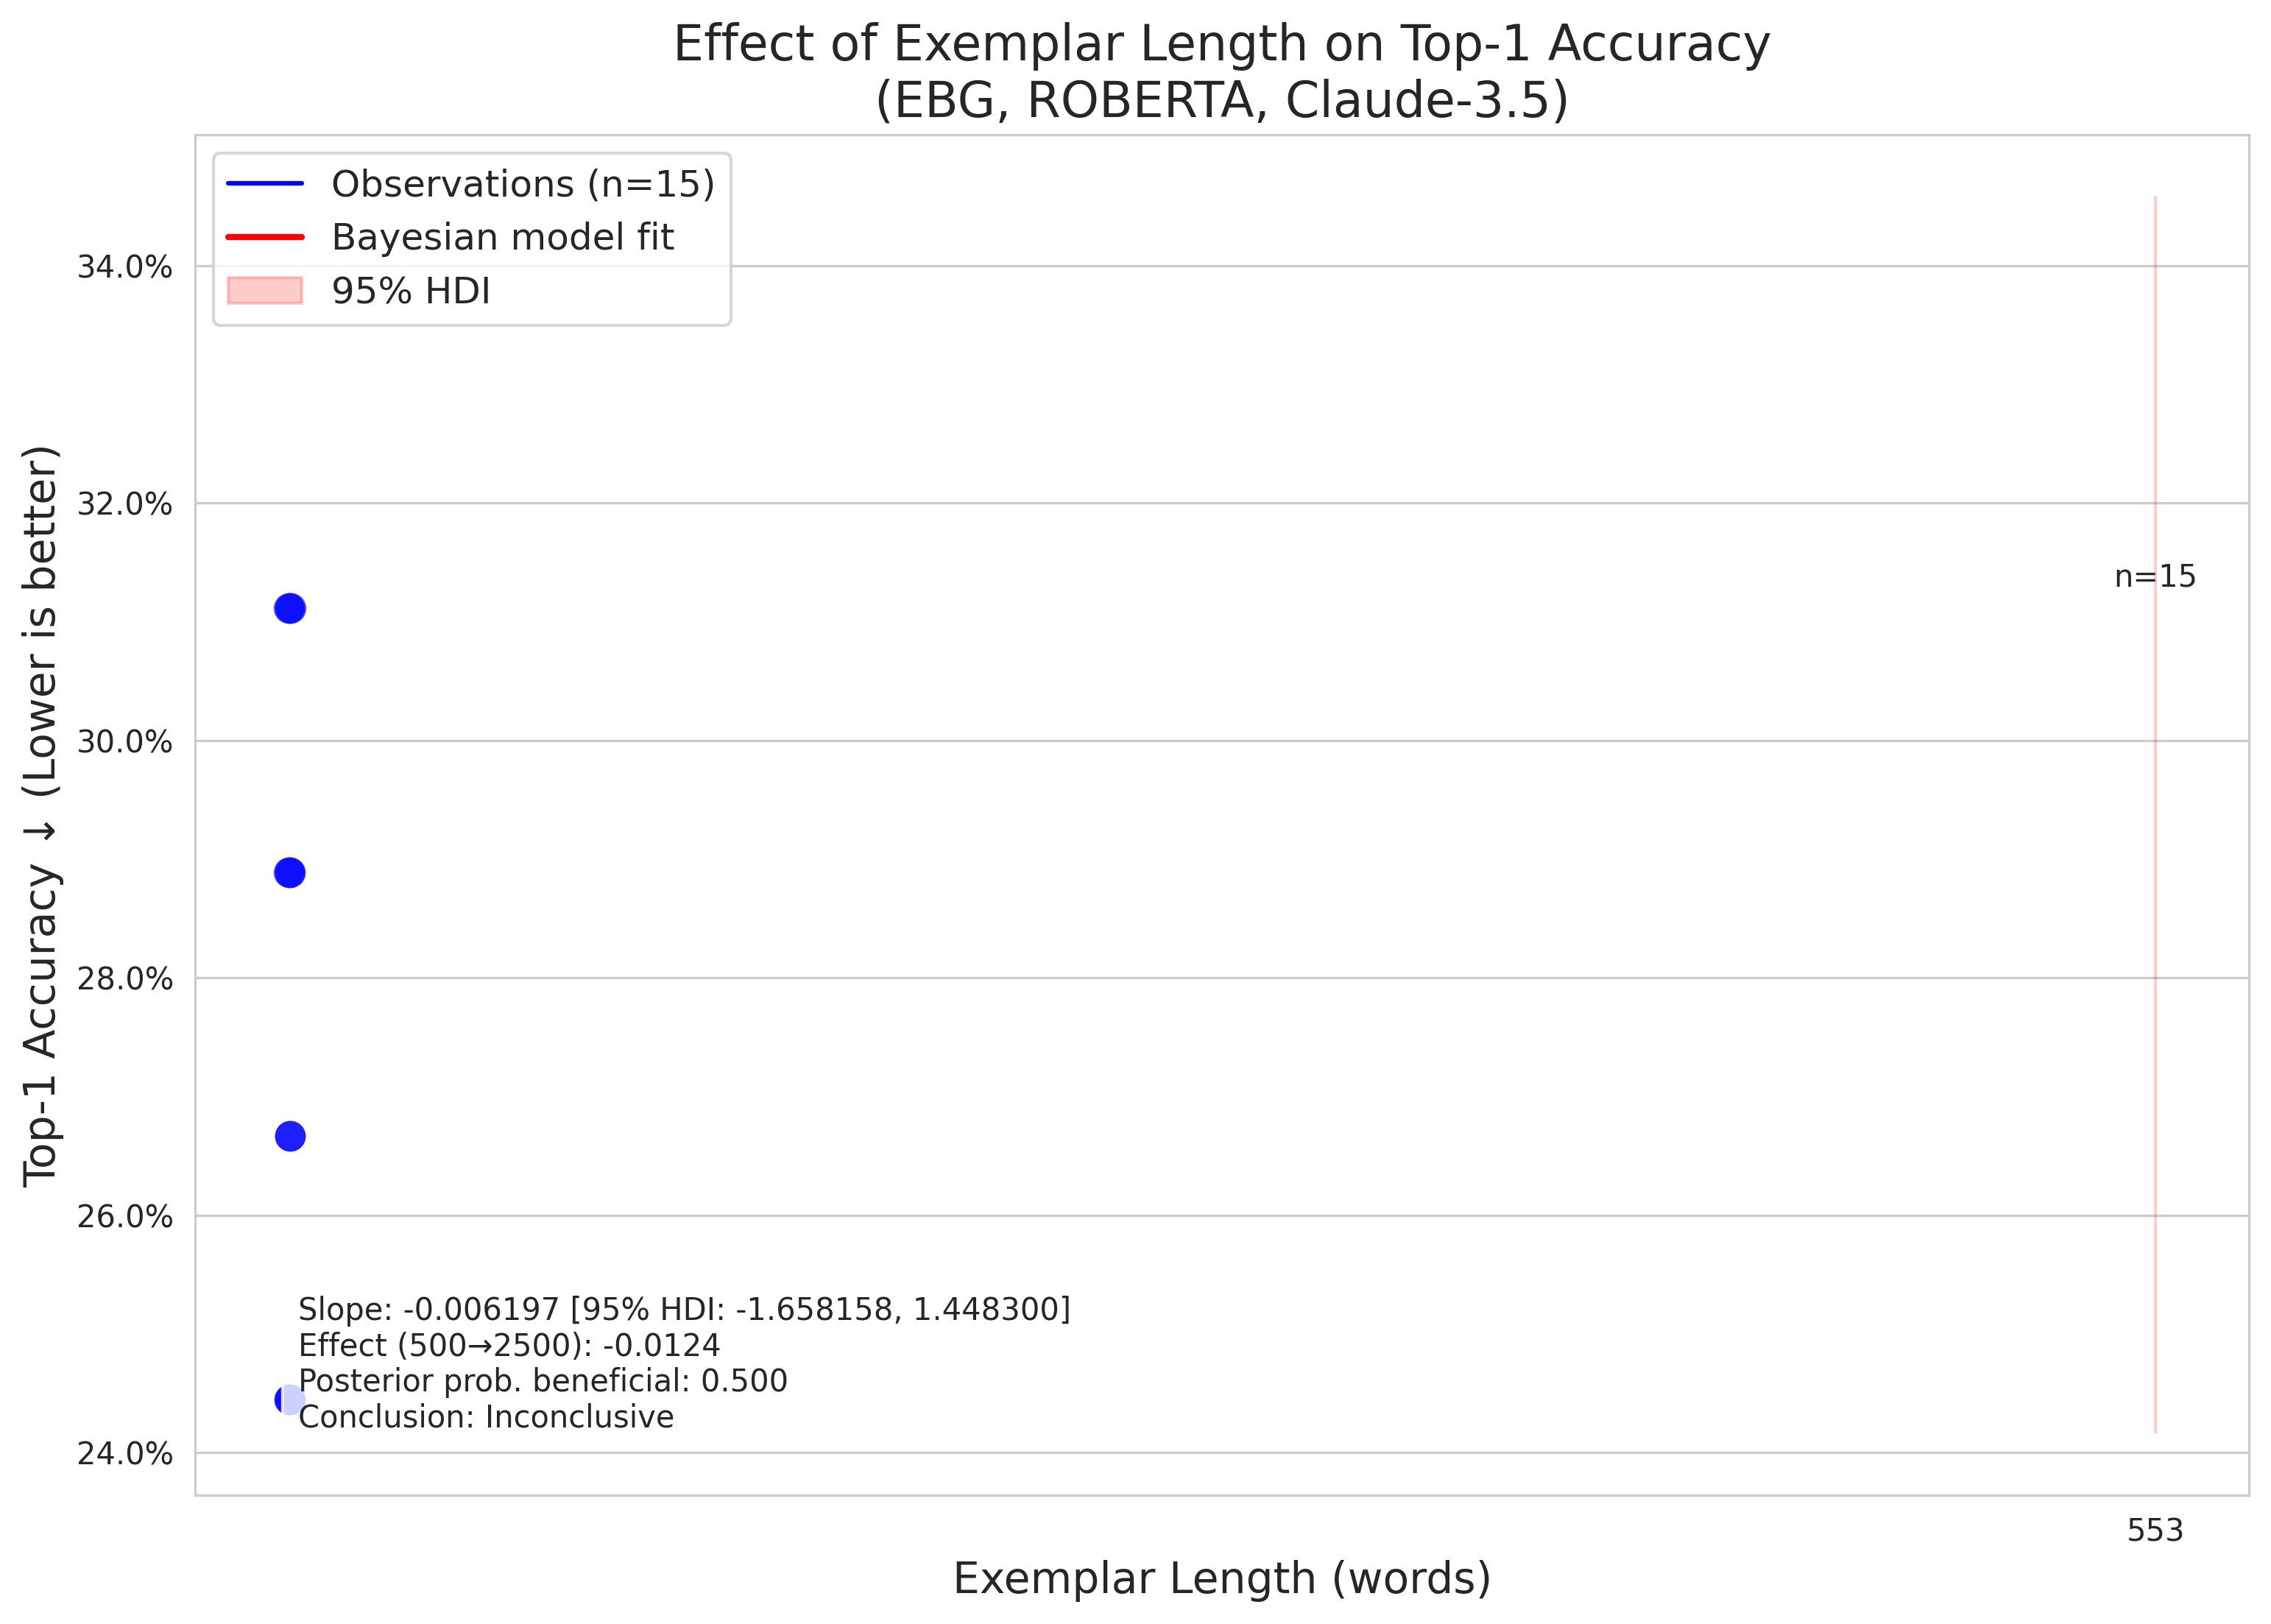 Effect of Exemplar Length on Top-1 Accuracy
(EBG, ROBERTA, Claude-3.5)
Observations (n=15)
Bayesian model fit
95% HDI
Top-1 Accuracy ↓ (Lower is better)
34.0%
32.0%
30.0%
28.0%
26.0%
24.0%
n=15
Slope: -0.006197 [95% HDI: -1.658158, 1.448300]
Effect (500→2500): -0.0124
Posterior prob. beneficial: 0.500
Conclusion: Inconclusive
553
Exemplar Length (words)